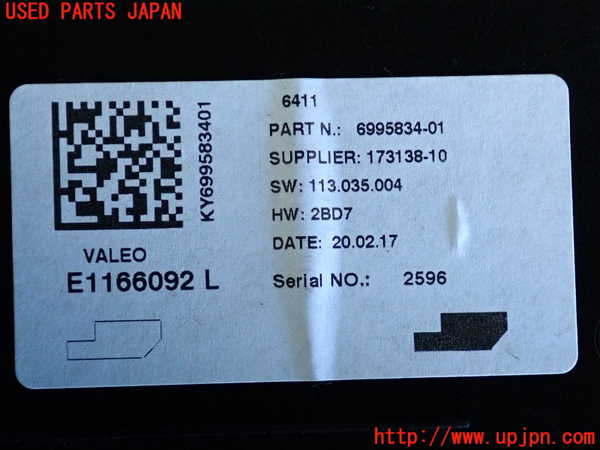 USED PARTS JAPAN
KY699583401
6411
PART N.: 6995834-01
SUPPLIER: 173138-10
SW: 113.035.004
HW: 2BD7
DATE: 20.02.17
Serial NO.: 2596
VALEO
E1166092 L
http://www.upjpn.com/